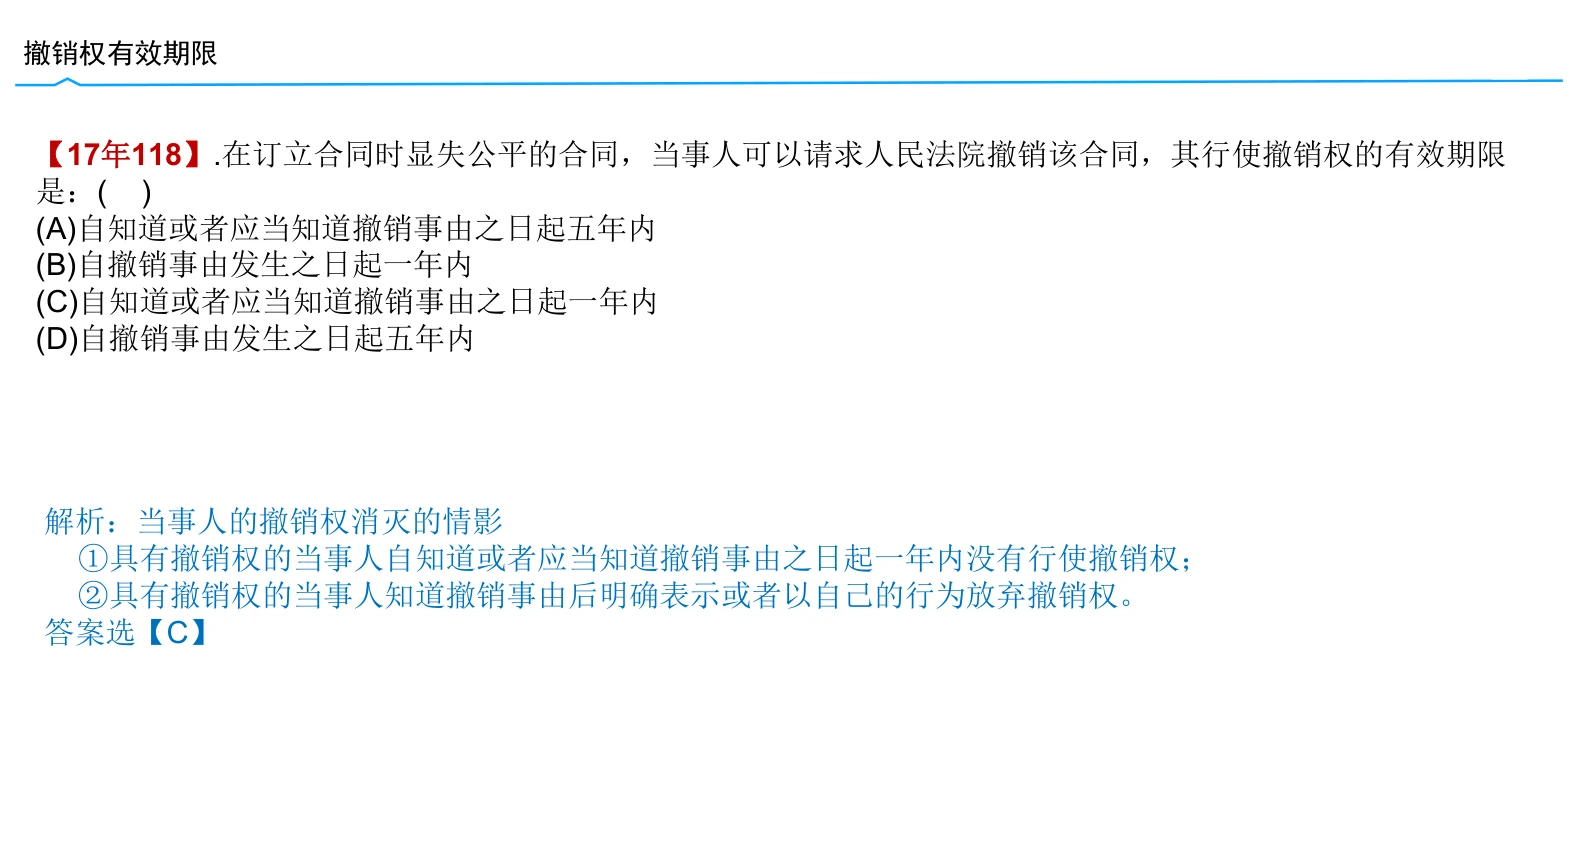 撤销权有效期限
【17年118】.在订立合同时显失公平的合同，当事人可以请求人民法院撤销该合同，其行使撤销权的有效期限
是：(    )
(A)自知道或者应当知道撤销事由之日起五年内
(B)自撤销事由发生之日起一年内
(C)自知道或者应当知道撤销事由之日起一年内
(D)自撤销事由发生之日起五年内
解析：当事人的撤销权消灭的情影
①具有撤销权的当事人自知道或者应当知道撤销事由之日起一年内没有行使撤销权；
②具有撤销权的当事人知道撤销事由后明确表示或者以自己的行为放弃撤销权。
答案选【C】